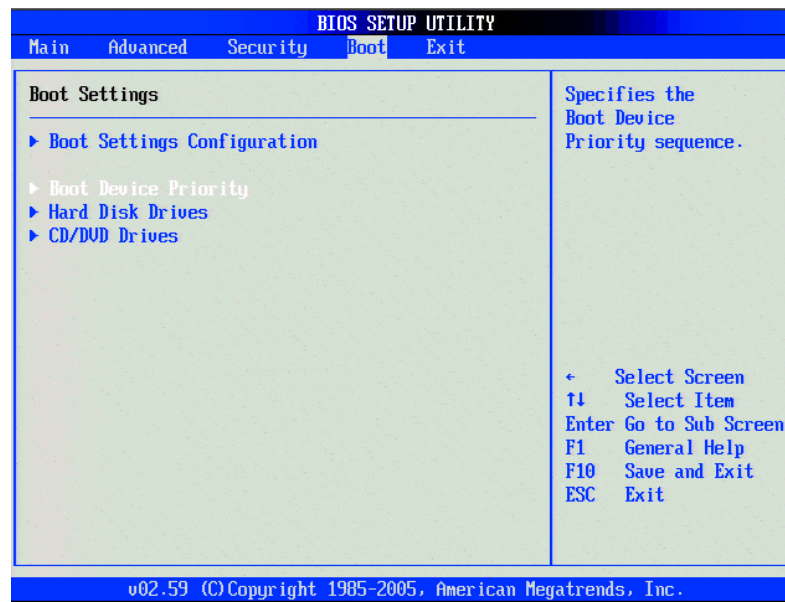 BIOS SETUP UTILITY
Main Advanced Security Boot Exit
Boot Settings
Boot Settings Configuration
Boot Device Priority
Hard Disk Drives
CD/DVD Drives
Specifies the
Boot Device
Priority sequence.
← Select Screen
↑↓ Select Item
Enter Go to Sub Screen
F1 General Help
F10 Save and Exit
ESC Exit
v02.59 (C)Copyright 1985-2005, American Megatrends, Inc.